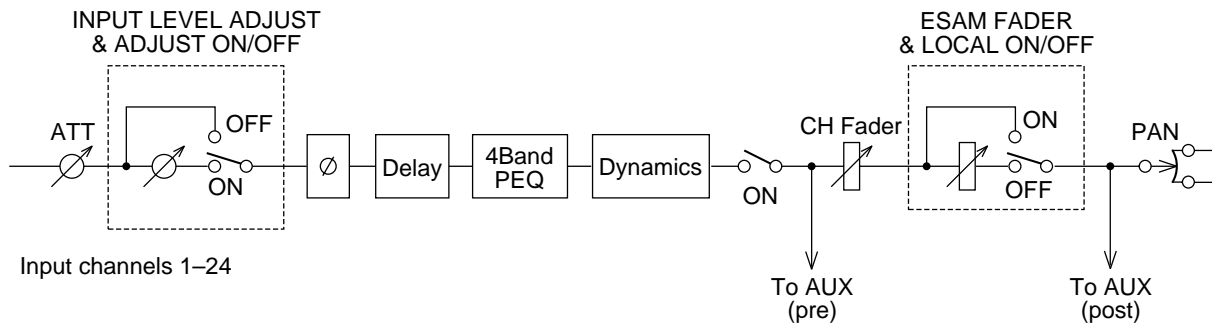 INPUT LEVEL ADJUST
& ADJUST ON/OFF
ESAM FADER
& LOCAL ON/OFF
ATT
OFF
ON
Ø
Delay
4Band
PEQ
Dynamics
ON
CH Fader
ON
OFF
PAN
Input channels 1–24
To AUX
(pre)
To AUX
(post)